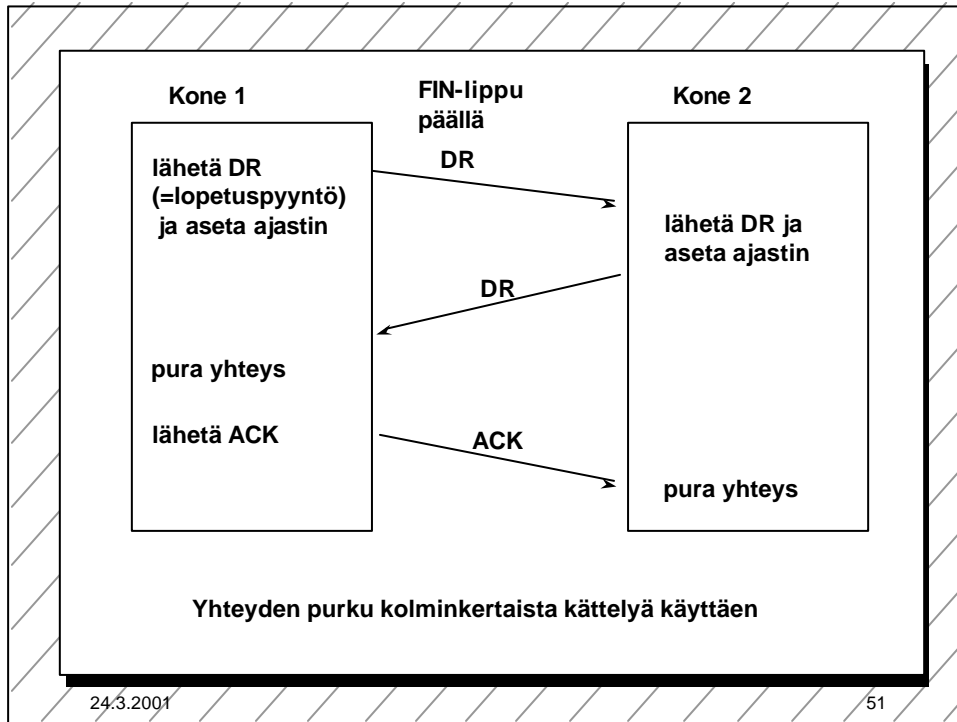 Kone 1
FIN-lippu
päällä
Kone 2
DR
lähetä DR
(=lopetuspyyntö)
ja aseta ajastin
lähetä DR ja
aseta ajastin
DR
pura yhteys
lähetä ACK
ACK
pura yhteys
Yhteyden purku kolminkertaista kättelyä käyttäen
24.3.2001
51